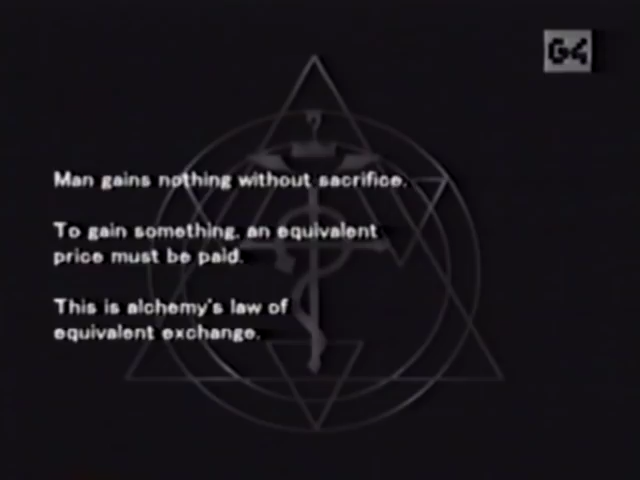 G4
Man gains nothing without sacrifice.
To gain something, an equivalent
price must be paid.
This is alchemy's law of
equivalent exchange.